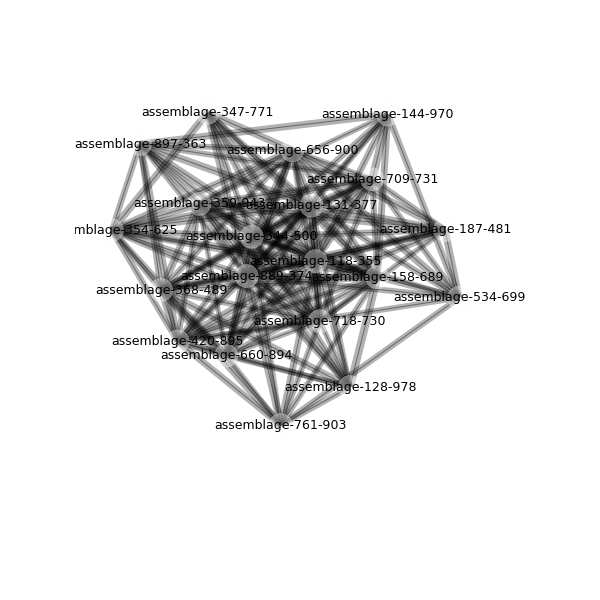 assemblage-347-771
assemblage-144-970
assemblage-897-363
assemblage-656-900
assemblage-709-731
assemblage-359-943
assemblage-131-377
mblage-354-625
assemblage-187-481
assemblage-344-500
assemblage-118-355
assemblage-889-374
assemblage-158-689
assemblage-368-489
assemblage-534-699
assemblage-718-730
assemblage-420-895
assemblage-660-894
assemblage-128-978
assemblage-761-903